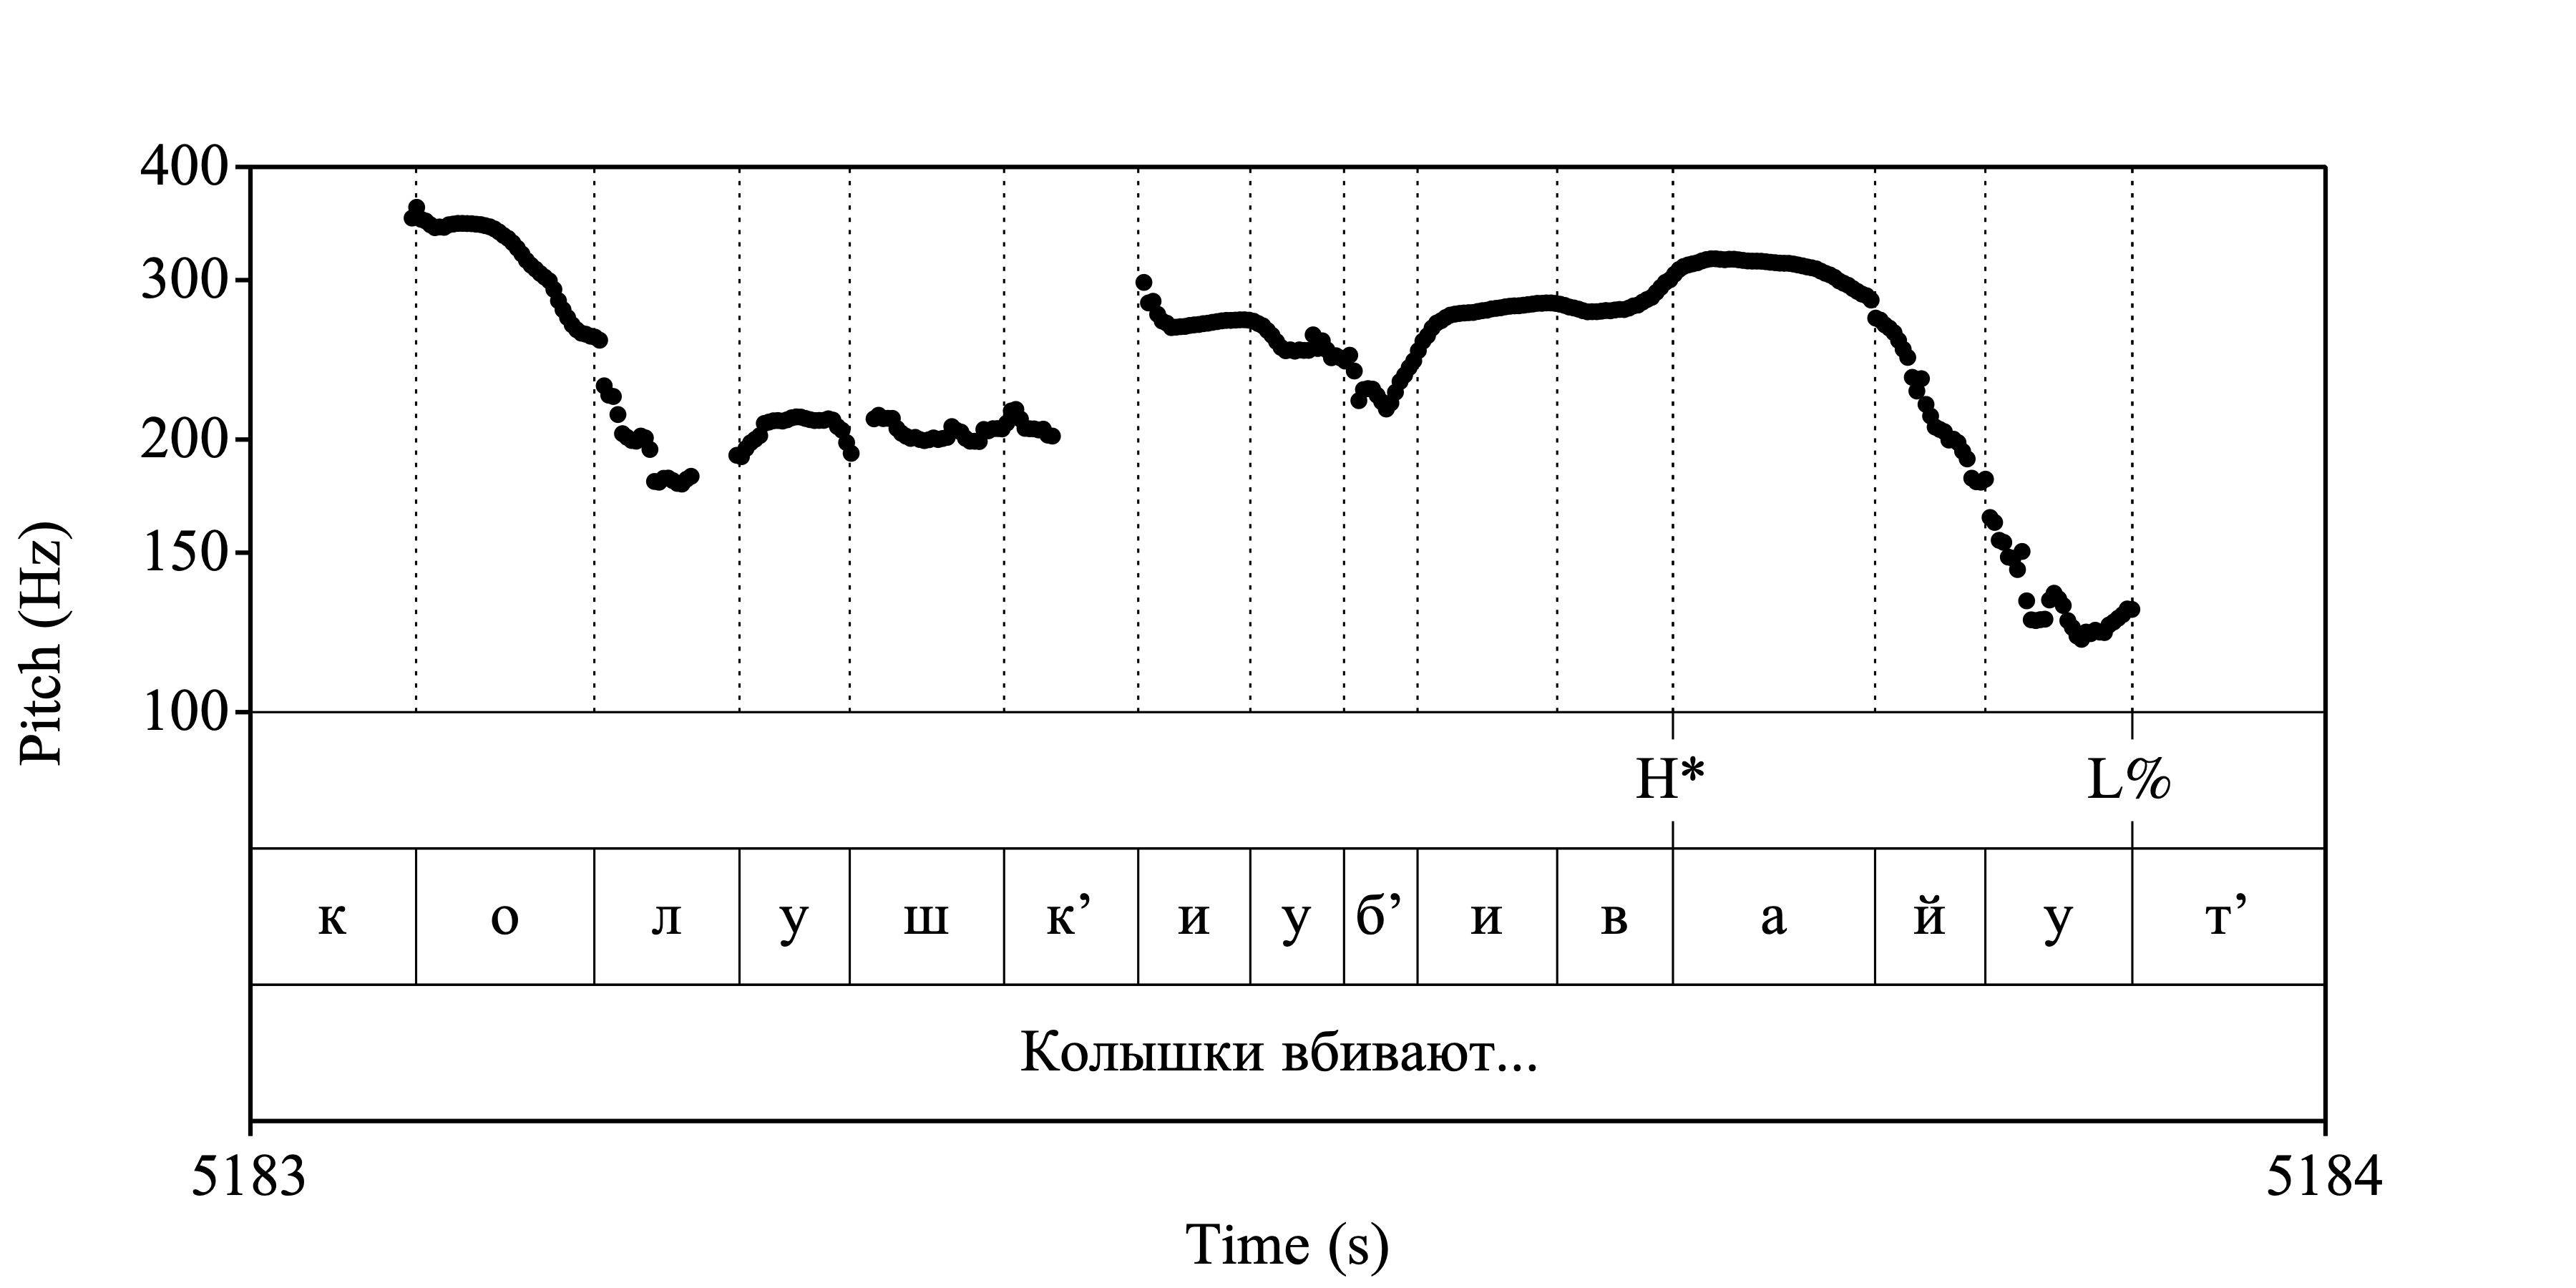 400
300
200
150
100
Pitch (Hz)
H* L%
к о л у ш к’ и у б’ и в а й у т’
Колышки вбивают...
5183 5184
Time (s)